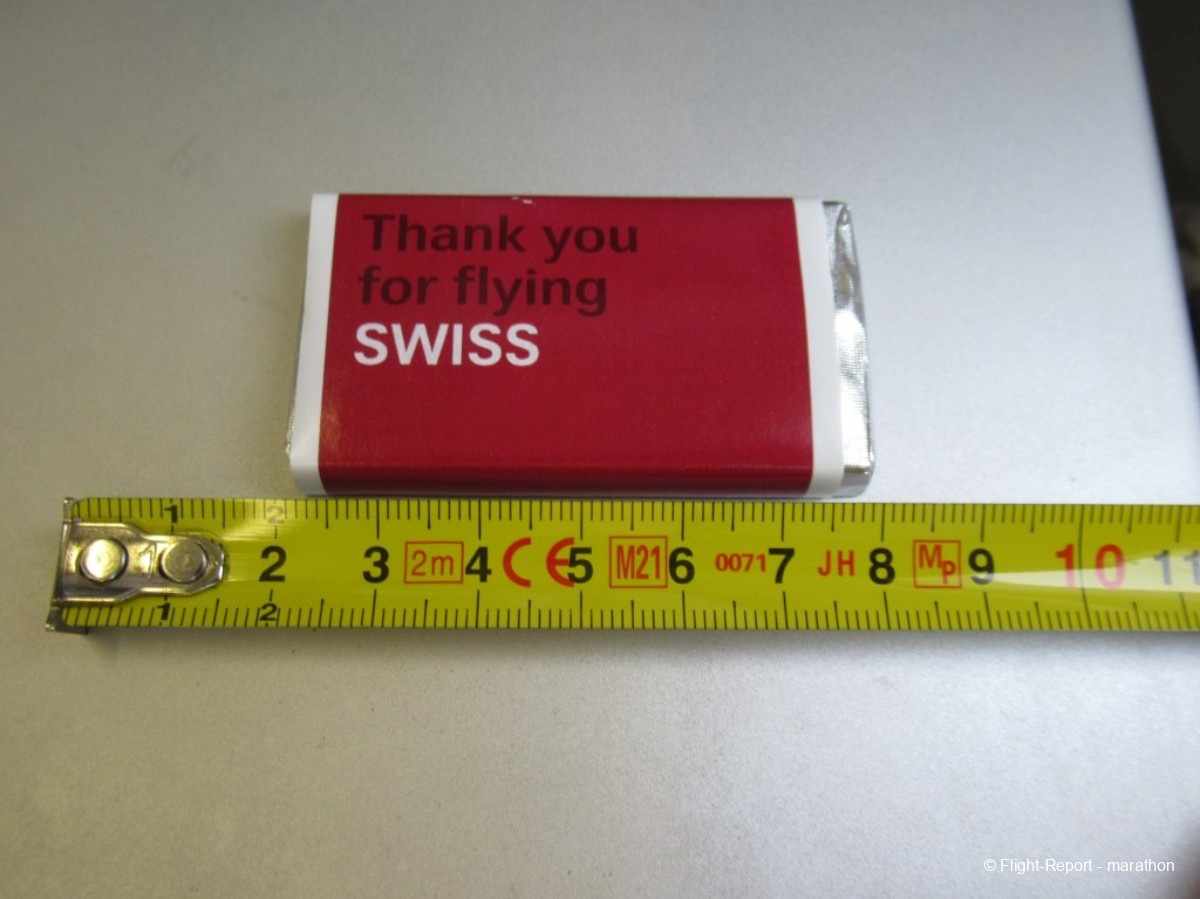 Thank you
for flying
SWISS
1 2
1 2 3 2m 4 CE 5 M21 6 0071 7 JH 8 MP 9 10 11
1 2
© Flight-Report - marathon